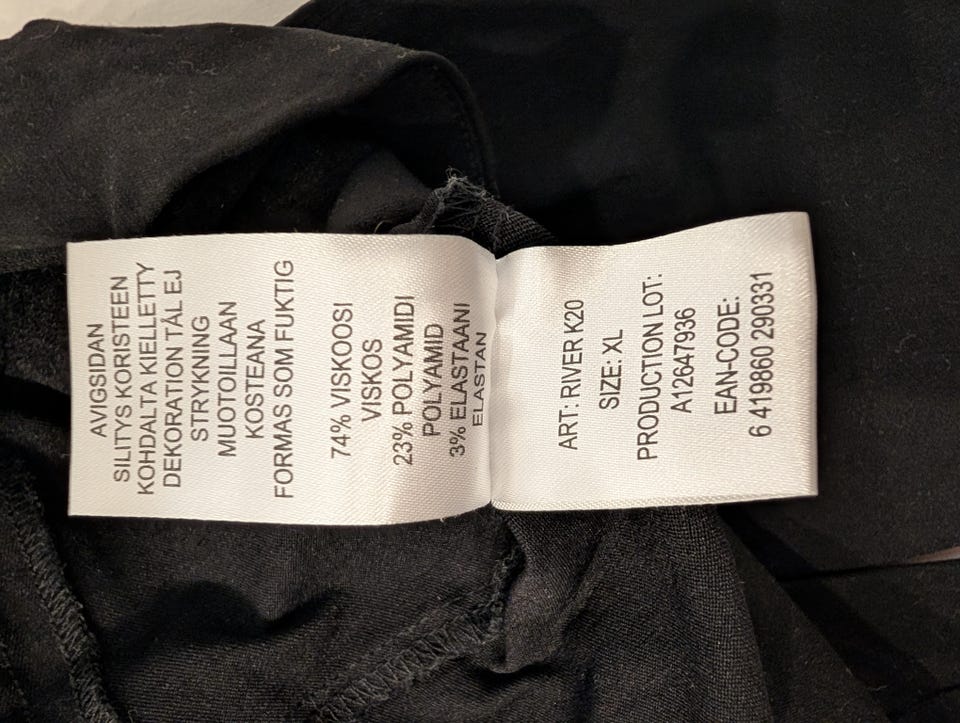 AVIGSIDAN
SILITYS KORISTEEN
KOHDALTA KIELLETTY
DEKORATION TÅL EJ
STRYKNING
MUOTOILLAAN
KOSTEANA
FORMAS SOM FUKTIG
74% VISKOOSI
VISKOS
23% POLYAMIDI
POLYAMID
3% ELASTAANI
ELASTAN
ART: RIVER K20
SIZE: XL
PRODUCTION LOT:
A12647936
EAN-CODE:
6 419860 290331